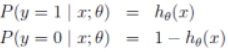 P(y = 1 | x; θ) = h_θ(x)
P(y = 0 | x; θ) = 1 − h_θ(x)